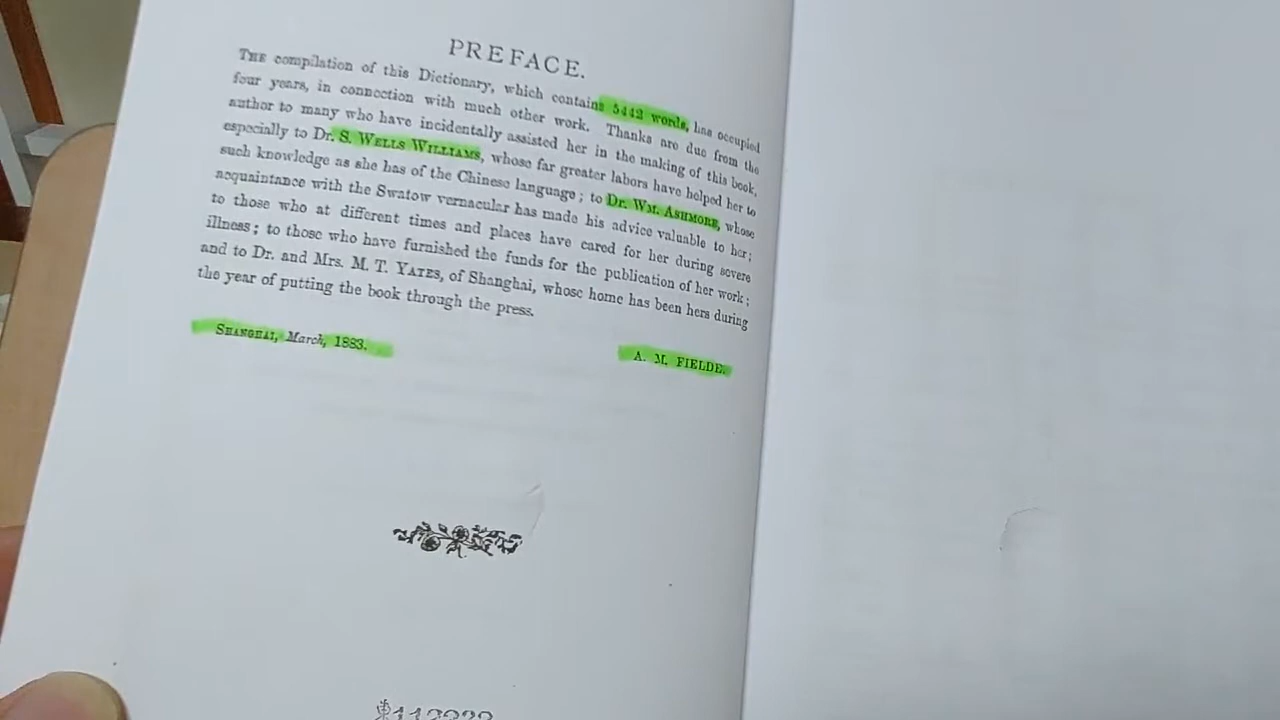 PREFACE.
THE compilation of this Dictionary, which contains 5442 words, has occupied
four years, in connection with much other work. Thanks are due from the
author to many who have incidentally assisted her in the making of this book,
especially to Dr. S. WELLS WILLIAMS, whose far greater labors have helped her to
such knowledge as she has of the Chinese language; to Dr. WM. ASHMORE, whose
acquaintance with the Swatow vernacular has made his advice valuable to her;
to those who at different times and places have cared for her during severe
illness; to those who have furnished the funds for the publication of her work;
and to Dr. and Mrs. M. T. YATES, of Shanghai, whose home has been hers during
the year of putting the book through the press.
SHANGHAI, March, 1883.
A. M. FIELDE.